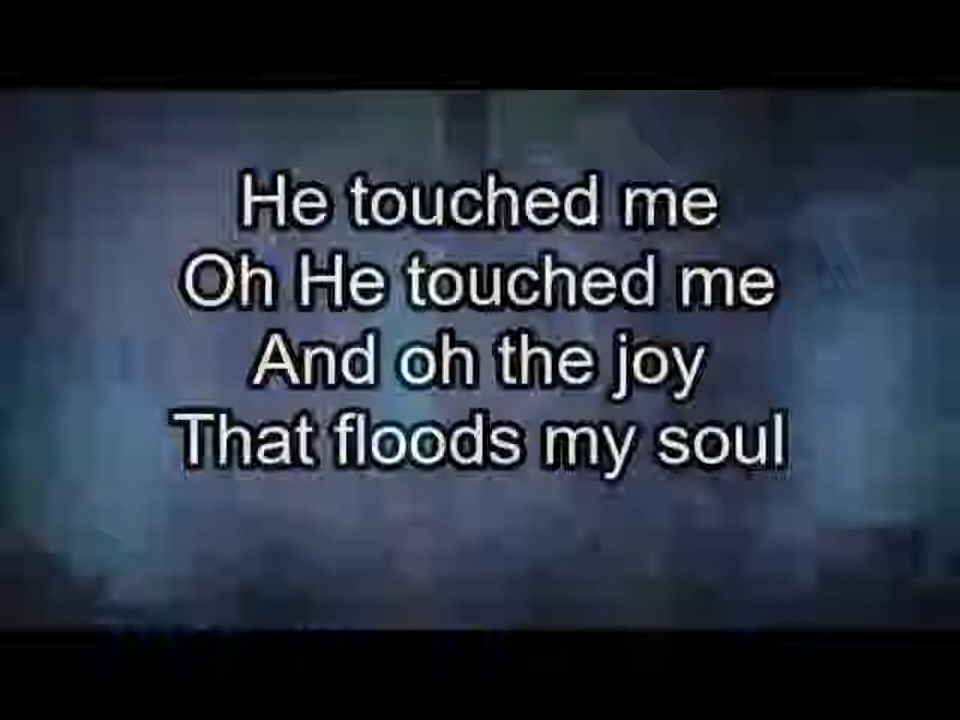 He touched me
Oh He touched me
And oh the joy
That floods my soul